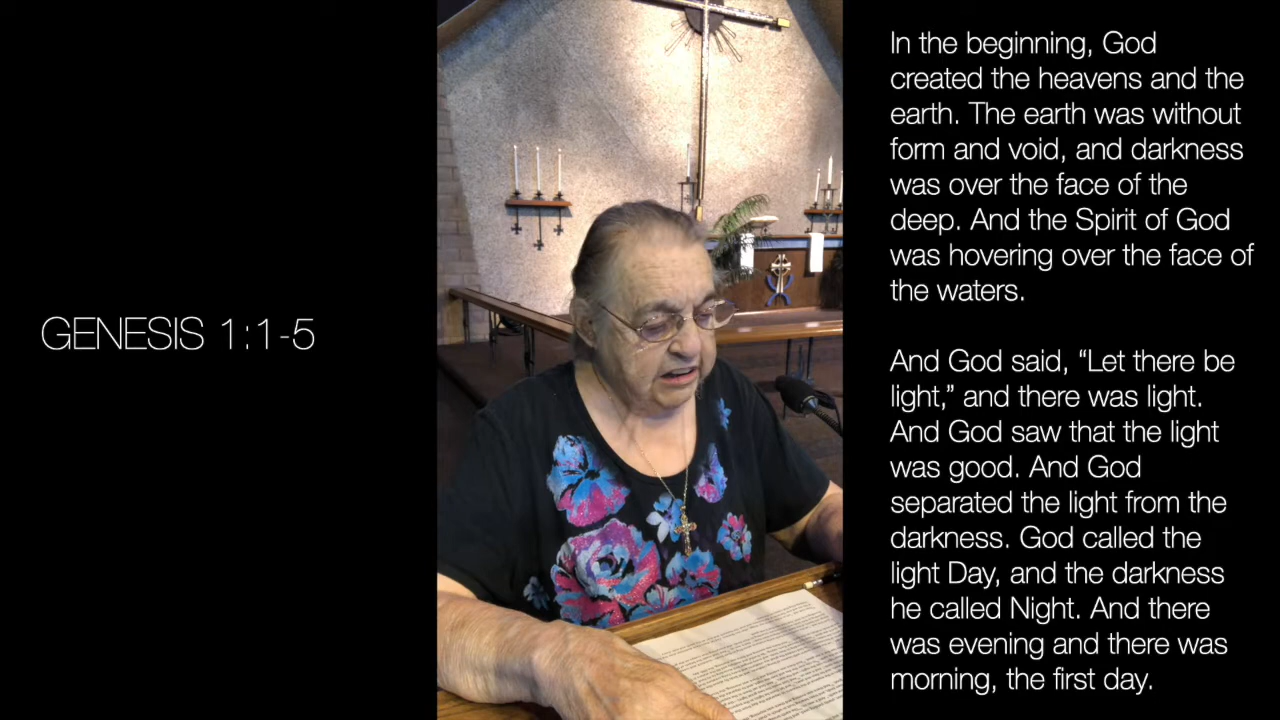 GENESIS 1:1-5
In the beginning, God
created the heavens and the
earth. The earth was without
form and void, and darkness
was over the face of the
deep. And the Spirit of God
was hovering over the face of
the waters.
And God said, “Let there be
light,” and there was light.
And God saw that the light
was good. And God
separated the light from the
darkness. God called the
light Day, and the darkness
he called Night. And there
was evening and there was
morning, the first day.